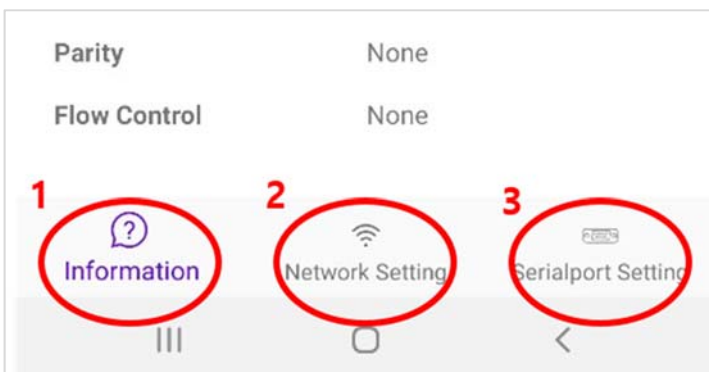 Parity None
Flow Control None
1 2 3
Information Network Setting Serialport Setting